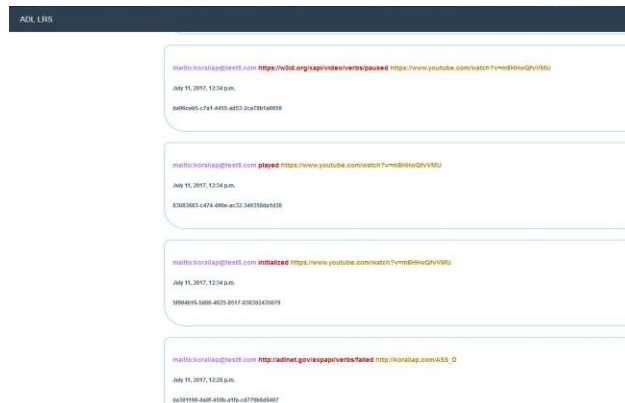 ADL LRS
mailto:koraliap@test5.com https://w3id.org/xapi/video/verbs/paused https://www.youtube.com/watch?v=m8HHwQfvVMU
July 11, 2017, 12:34 p.m.
mailto:koraliap@test5.com played https://www.youtube.com/watch?v=m8HHwQfvVMU
July 11, 2017, 12:34 p.m.
mailto:koraliap@test5.com initialized https://www.youtube.com/watch?v=m8HHwQfvVMU
July 11, 2017, 12:34 p.m.
mailto:koraliap@test5.com http://adlnet.gov/expapi/verbs/failed http://koraliap.com/ASS_D
July 11, 2017, 12:28 p.m.